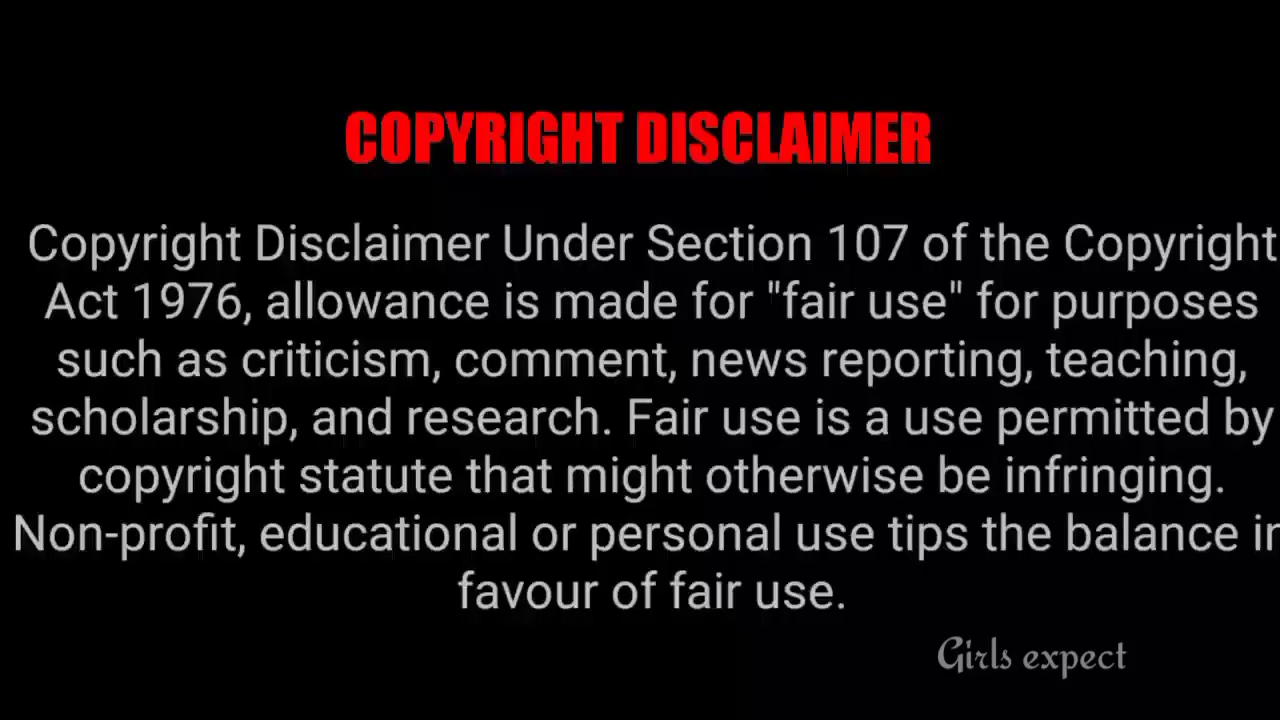 COPYRIGHT DISCLAIMER
Copyright Disclaimer Under Section 107 of the Copyright
Act 1976, allowance is made for "fair use" for purposes
such as criticism, comment, news reporting, teaching,
scholarship, and research. Fair use is a use permitted by
copyright statute that might otherwise be infringing.
Non-profit, educational or personal use tips the balance in
favour of fair use.
Girls expect